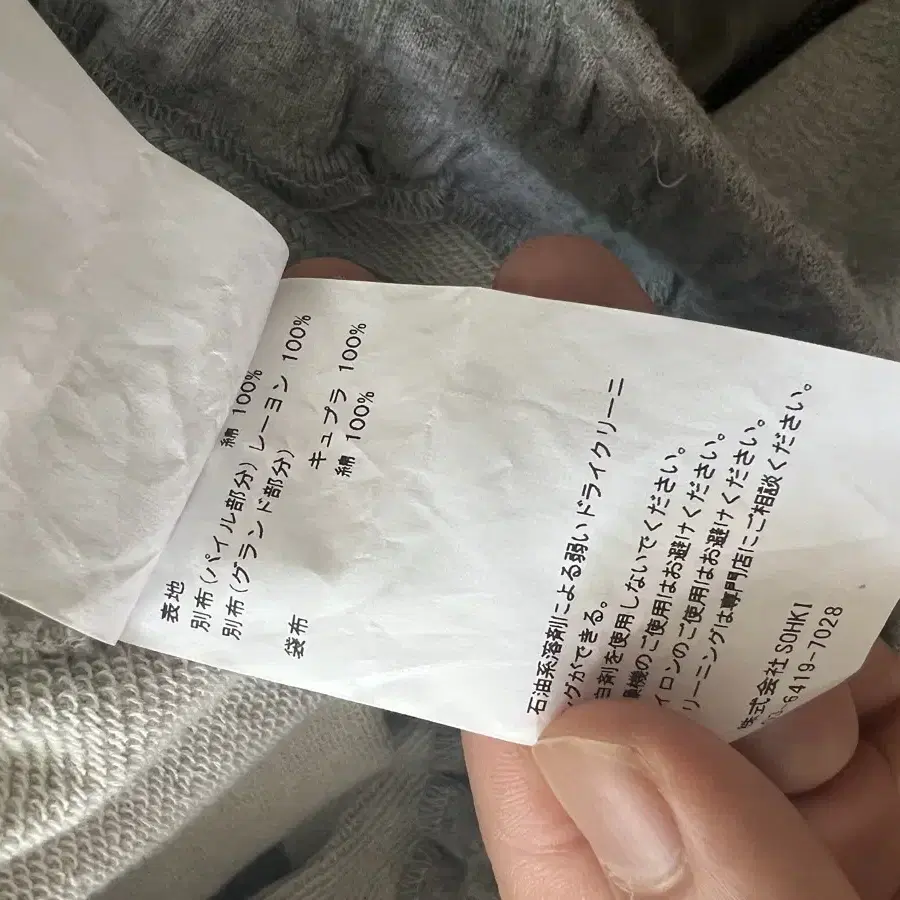 表地 綿 100%
別布(パイル部分) レーヨン 100%
別布(グランド部分)
キュプラ 100%
袋布 綿 100%
石油系溶剤による弱いドライクリーニ
ングができる。
白剤を使用しないでください。
機のご使用はお避けください。
イロンのご使用はお避けください。
リーニングは専門店にご相談ください。
株式会社SOHKI
6419-7028